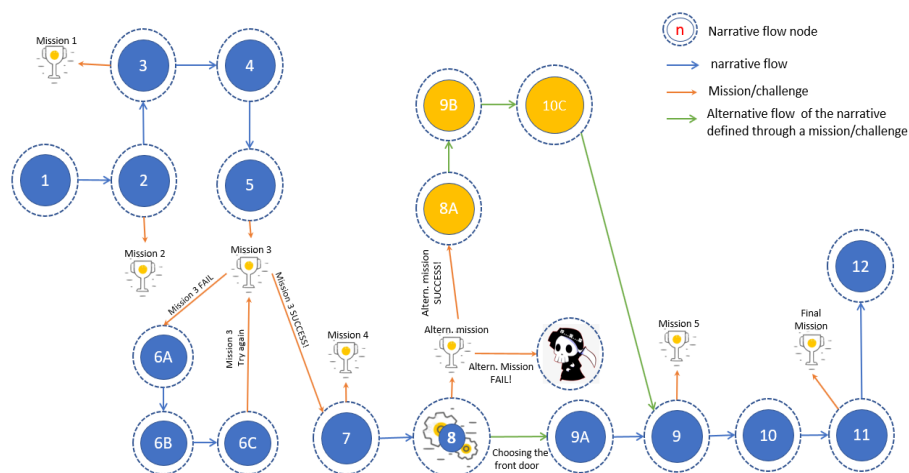 Mission 1
3
4
n
Narrative flow node
narrative flow
Mission/challenge
Alternative flow of the narrative
defined through a mission/challenge
9B
10C
1
2
5
8A
Mission 2
Mission 3
Mission 3 FAIL
Mission 3
Try again
Mission 3 SUCCESS!
Altern. mission
SUCCESS!
12
6A
Mission 4
Altern. mission
Altern. Mission
FAIL!
Mission 5
Final
Mission
6B
6C
7
8
Choosing the
front door
9A
9
10
11